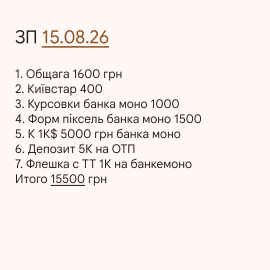 ЗП 15.08.26
1. Общага 1600 грн
2. Київстар 400
3. Курсовки банка моно 1000
4. Форм піксель банка моно 1500
5. К 1К$ 5000 грн банка моно
6. Депозит 5К на ОТП
7. Флешка с ТТ 1К на банкемоно
Итого 15500 грн